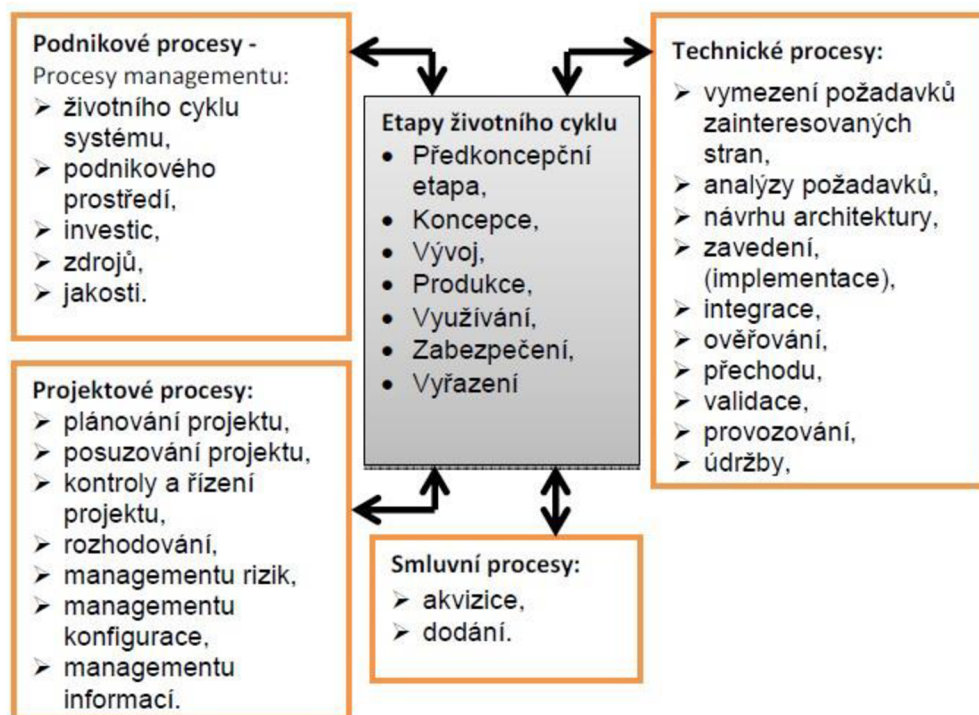 Podnikové procesy -
Procesy managementu:
➤ životního cyklu
systému,
➤ podnikového
prostředí,
➤ investic,
➤ zdrojů,
➤ jakosti.
Projektové procesy:
➤ plánování projektu,
➤ posuzování projektu,
➤ kontroly a řízení
projektu,
➤ rozhodování,
➤ managementu rizik,
➤ managementu
konfigurace,
➤ managementu
informací.
Etapy životního cyklu
• Předkoncepční
etapa,
• Koncepce,
• Vývoj,
• Produkce,
• Využívání,
• Zabezpečení,
• Vyřazení
Smluvní procesy:
➤ akvizice,
➤ dodání.
Technické procesy:
➤ vymezení požadavků
zainteresovaných
stran,
➤ analýzy požadavků,
➤ návrhu architektury,
➤ zavedení,
(implementace),
➤ integrace,
➤ ověřování,
➤ přechodu,
➤ validace,
➤ provozování,
➤ údržby,